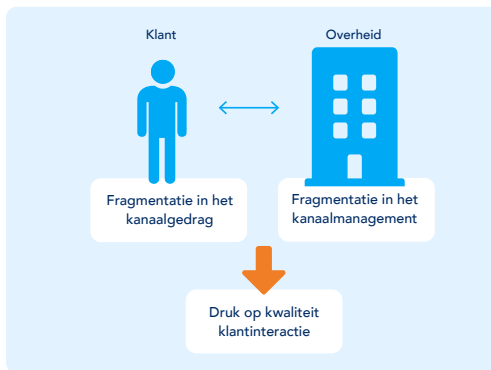 Klant
Overheid
Fragmentatie in het
kanaalgedrag
Fragmentatie in het
kanaalmanagement
Druk op kwaliteit
klantinteractie